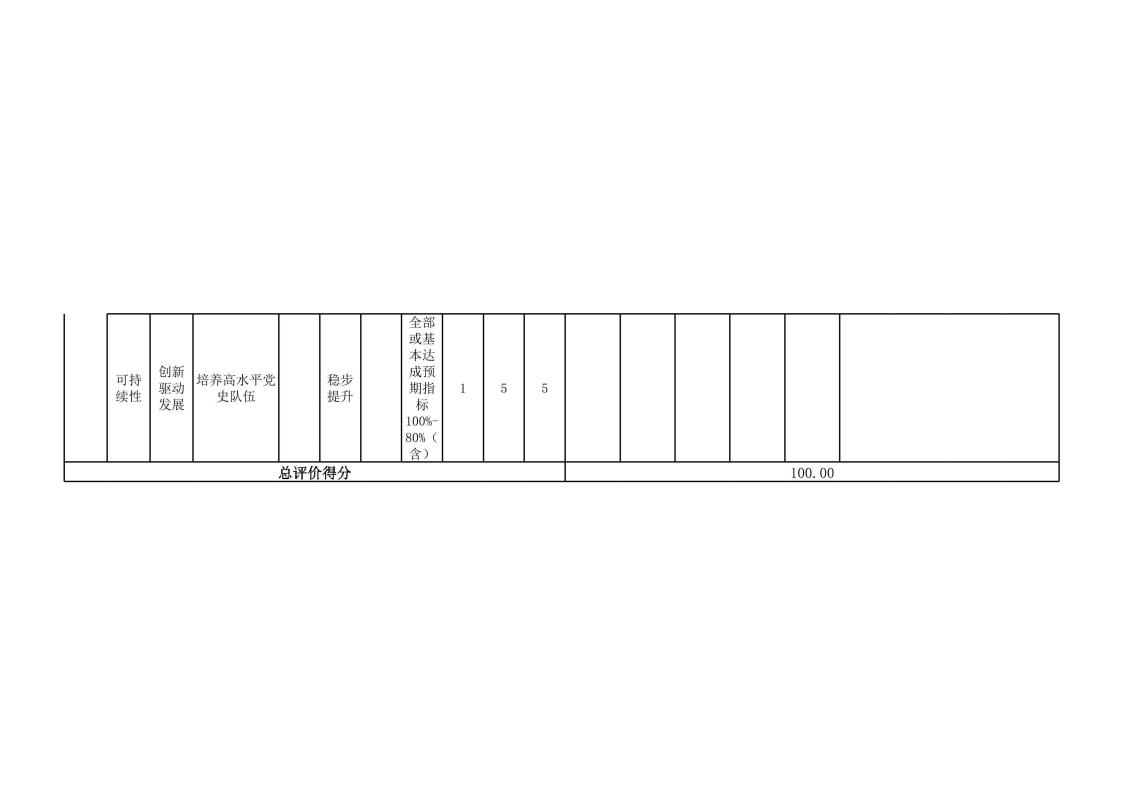 可持
续性
创新
驱动
发展
培养高水平党
史队伍
稳步
提升
全部
或基
本达
成预
期指
标
100%-
80%（
含）
1
5
5
总评价得分
100.00